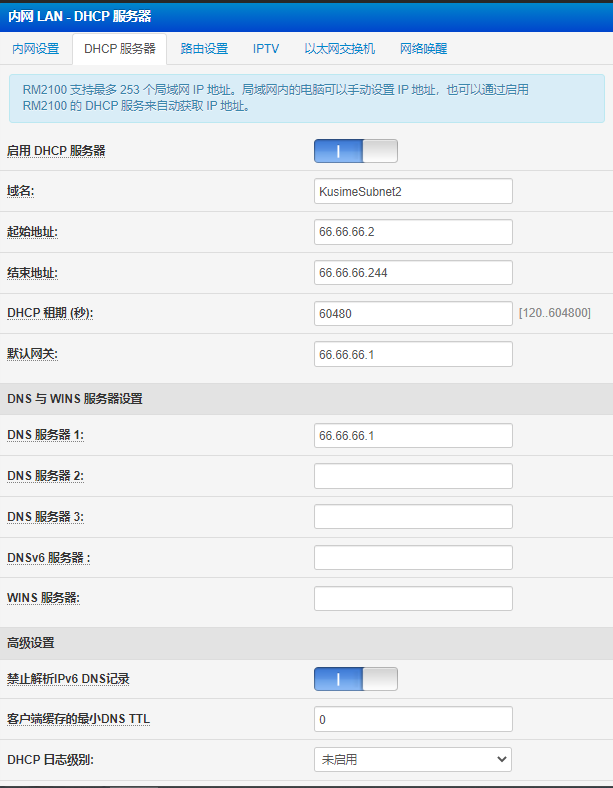 内网 LAN - DHCP 服务器
内网设置 DHCP 服务器 路由设置 IPTV 以太网交换机 网络唤醒
RM2100 支持最多 253 个局域网 IP 地址。局域网内的电脑可以手动设置 IP 地址，也可以通过启用
RM2100 的 DHCP 服务来自动获取 IP 地址。
启用 DHCP 服务器
域名: KusimeSubnet2
起始地址: 66.66.66.2
结束地址: 66.66.66.244
DHCP 租期 (秒): 60480 [120..604800]
默认网关: 66.66.66.1
DNS 与 WINS 服务器设置
DNS 服务器 1: 66.66.66.1
DNS 服务器 2:
DNS 服务器 3:
DNSv6 服务器 :
WINS 服务器:
高级设置
禁止解析IPv6 DNS记录
客户端缓存的最小DNS TTL 0
DHCP 日志级别: 未启用